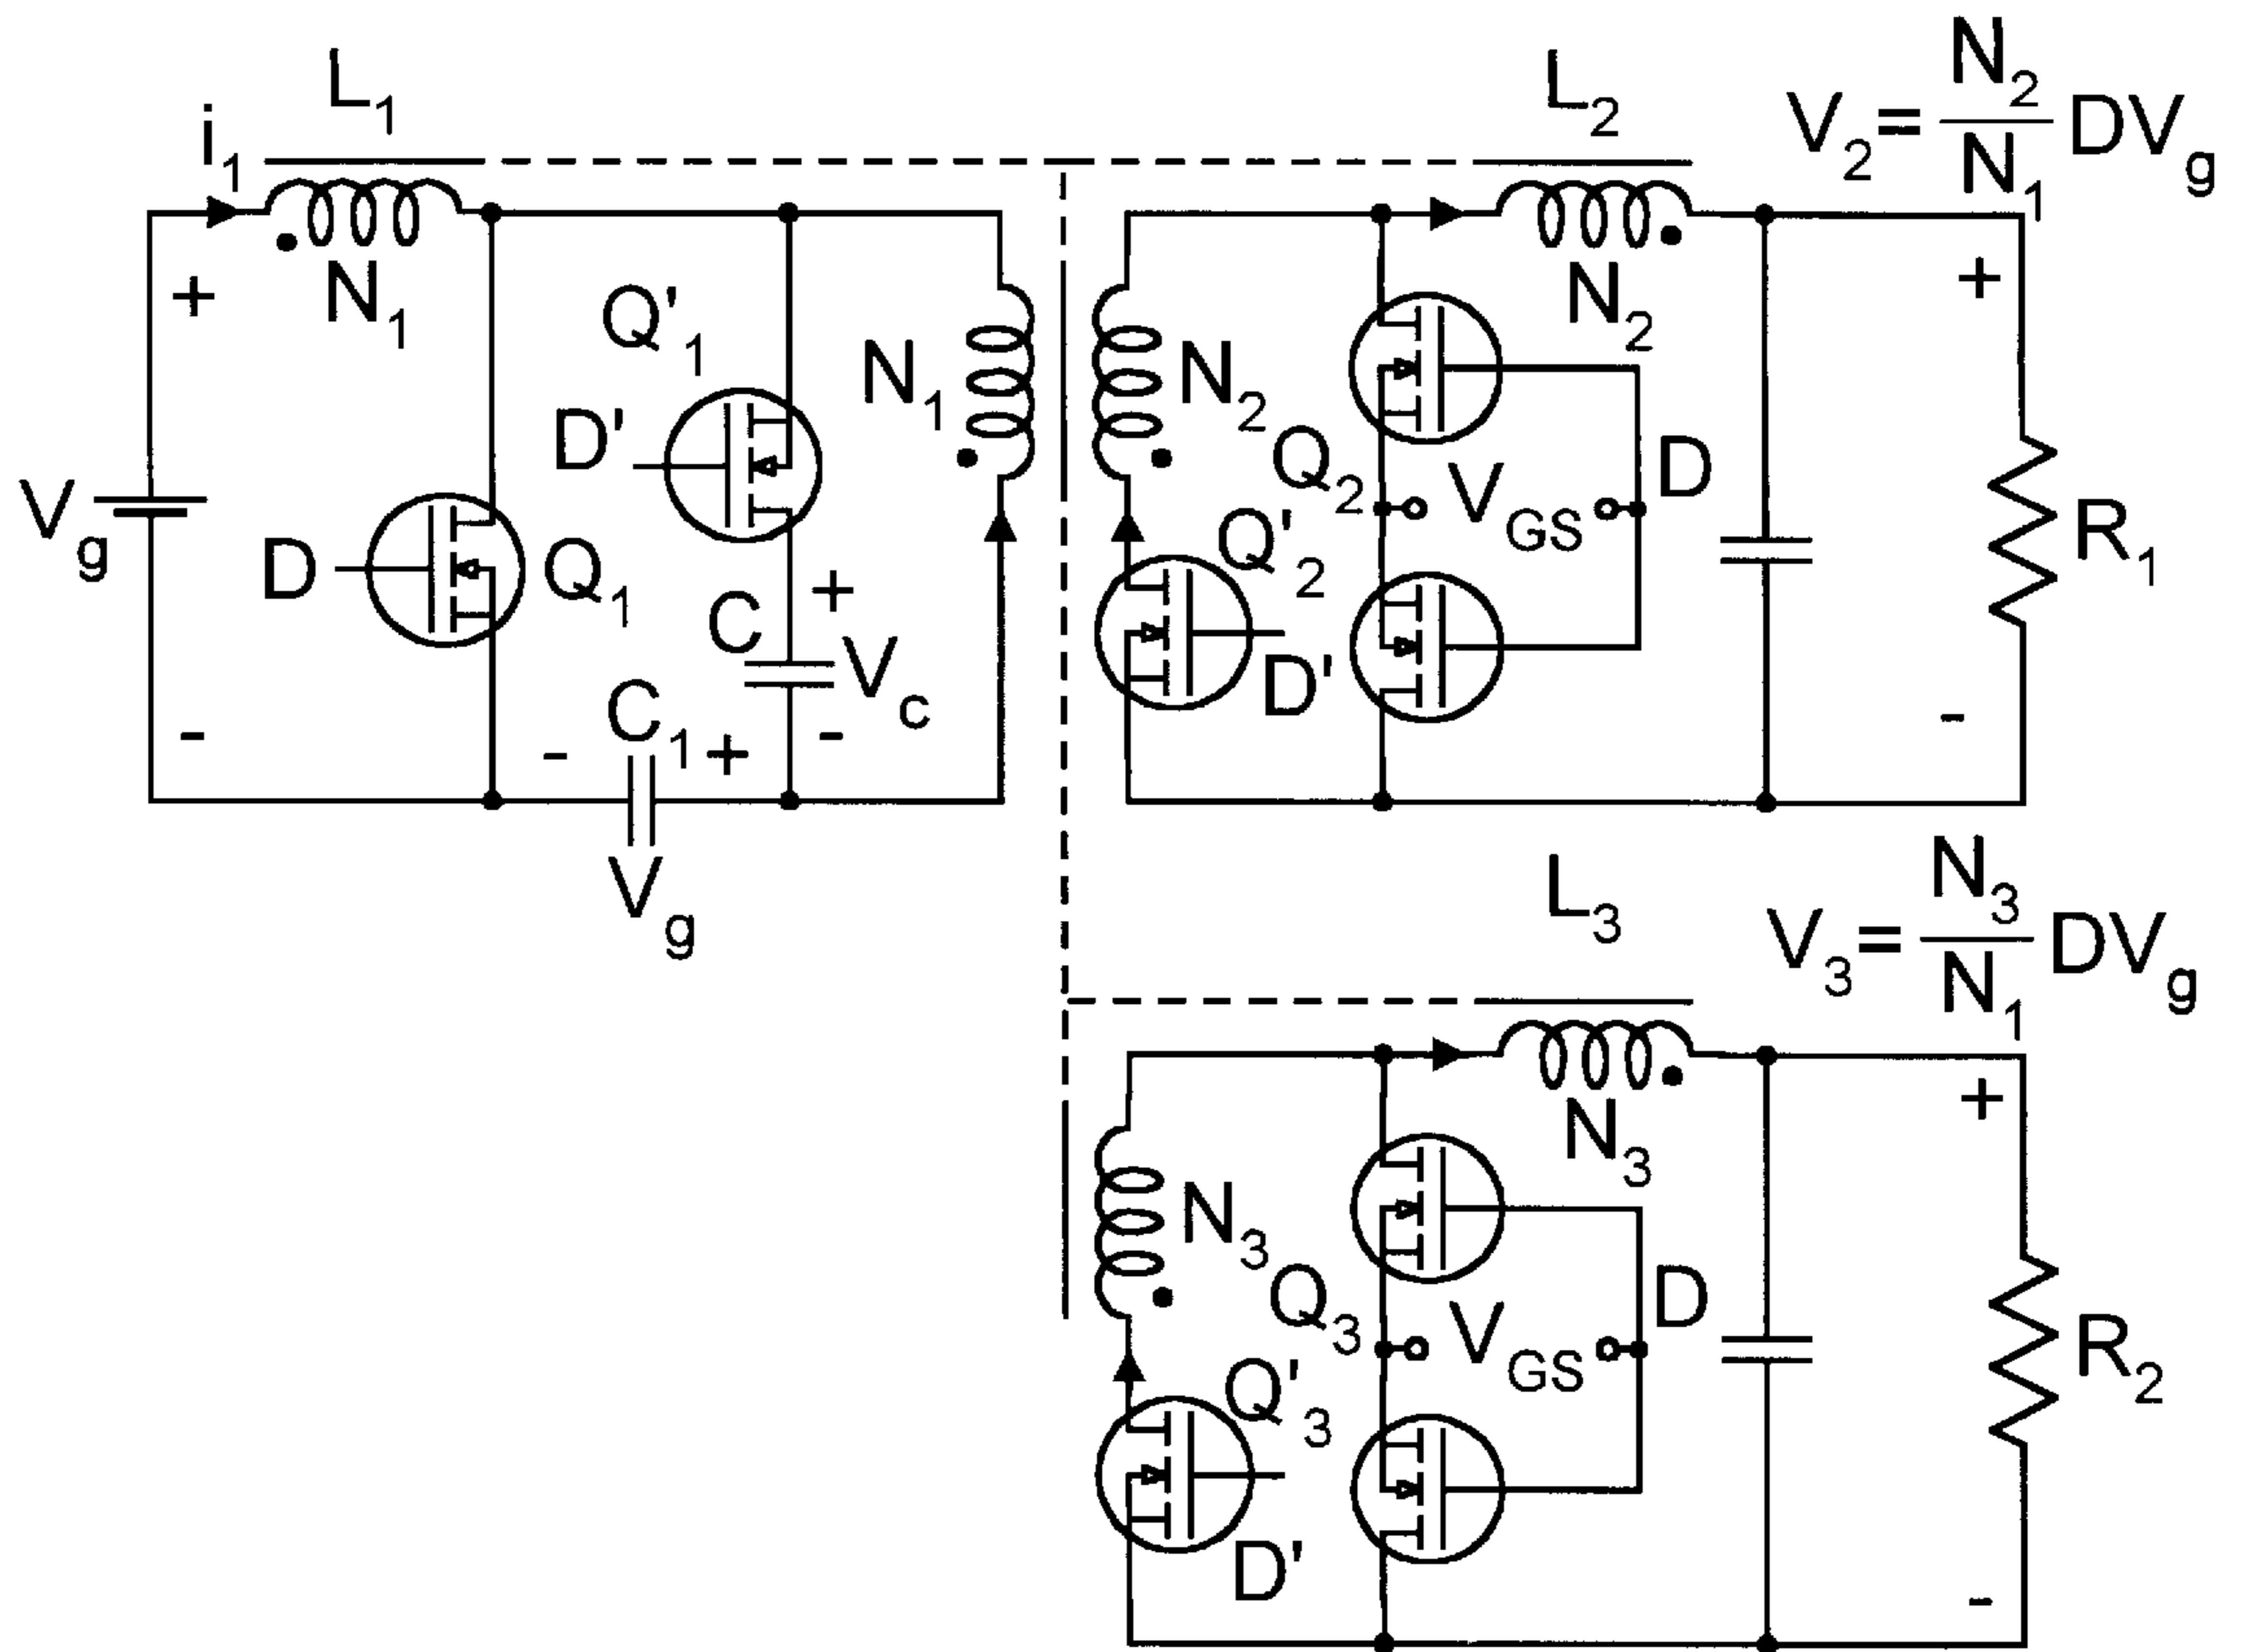 L1
i1
N1
+
Q'1
N1
D'
Vg
D
Q1
C
+
Vc
-
-
C1
+
-
Vg
L2
V2= N2/N1 DVg
N2
+
N2
Q2
VGS
D
Q'2
D'
R1
-
L3
V3= N3/N1 DVg
N3
+
N3
Q3
VGS
D
Q'3
D'
R2
-